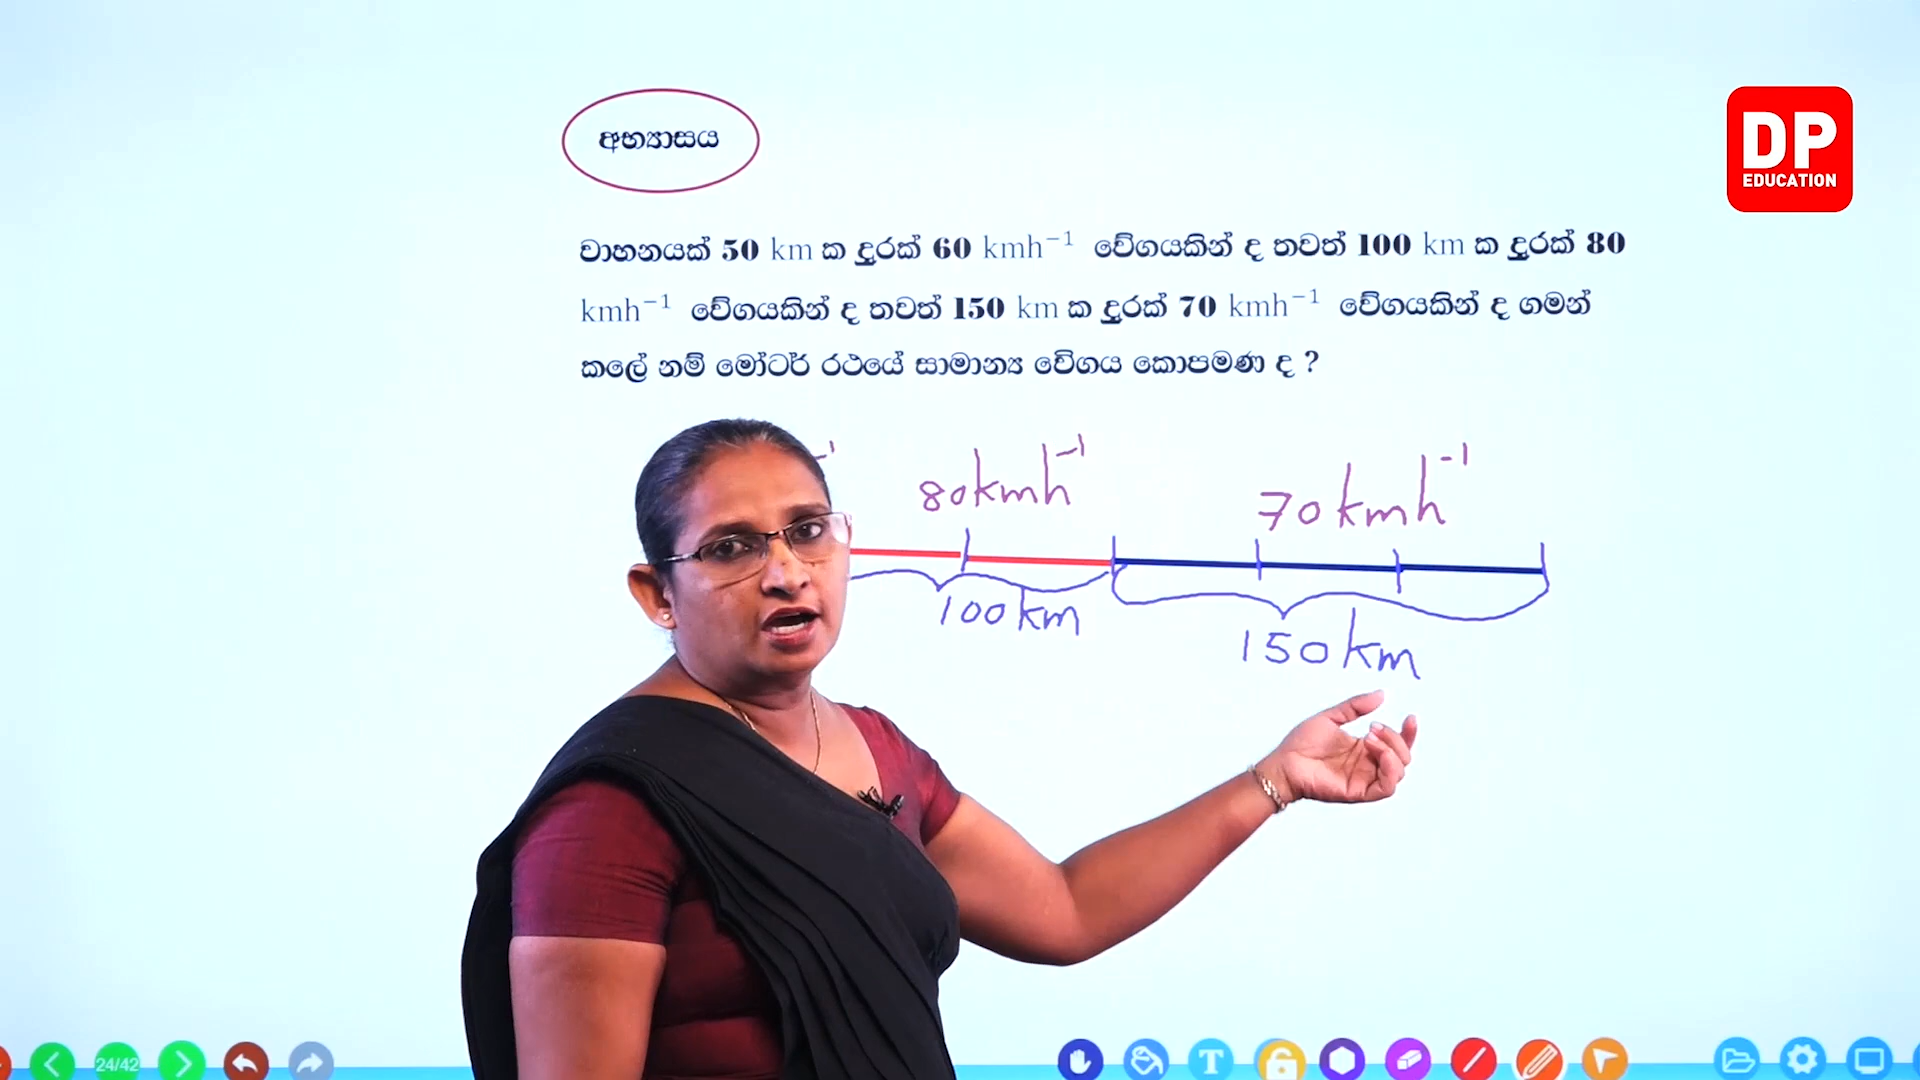 අභ්‍යාසය
DP
EDUCATION
වාහනයක් 50 km ක දුරක් 60 kmh⁻¹ වේගයකින් ද තවත් 100 km ක දුරක් 80
kmh⁻¹ වේගයකින් ද තවත් 150 km ක දුරක් 70 kmh⁻¹ වේගයකින් ද ගමන්
කලේ නම් මෝටර් රථයේ සාමාන්‍ය වේගය කොපමණ ද ?
80kmh⁻¹
70kmh⁻¹
100km
150km
24/42
T